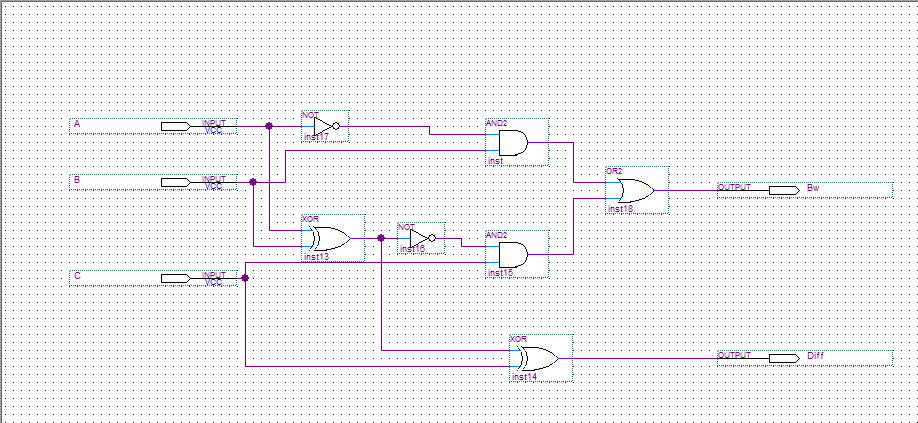 NOT
A INPUT
VCC
inst17
AND2
inst
B INPUT
VCC
OR2
inst18
OUTPUT Bw
XOR
inst13
NOT
inst16
AND2
inst15
C INPUT
VCC
XOR
inst14
OUTPUT Diff